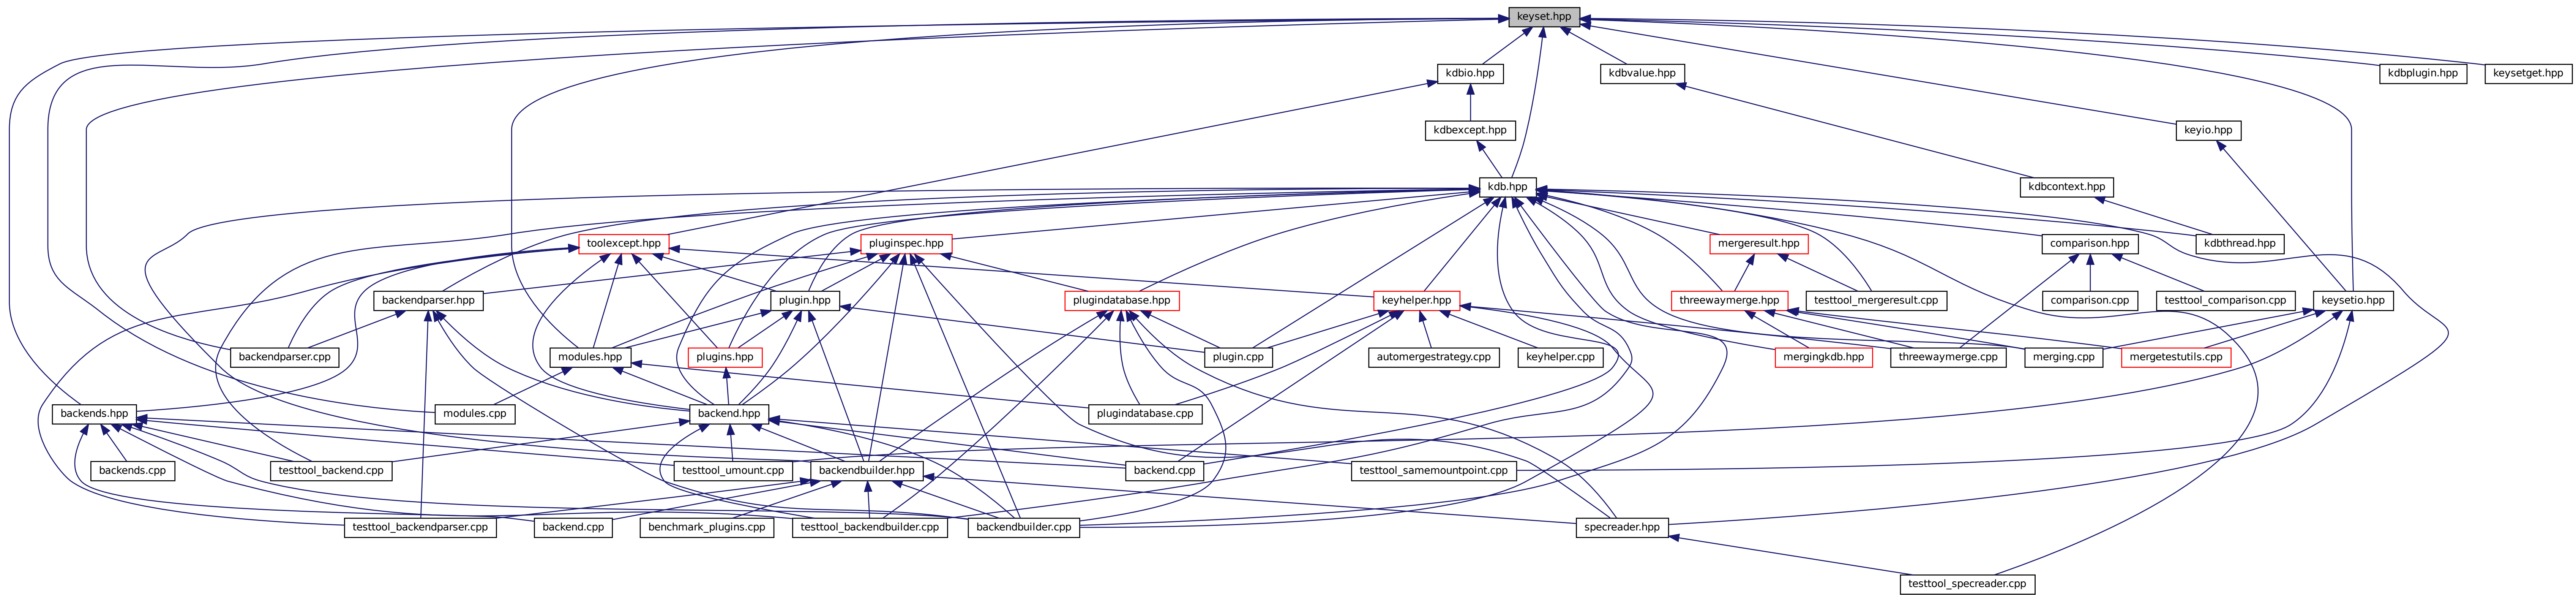 keyset.hpp
kdbio.hpp
kdbvalue.hpp
kdbplugin.hpp
keysetget.hpp
kdbexcept.hpp
keyio.hpp
kdb.hpp
kdbcontext.hpp
toolexcept.hpp
pluginspec.hpp
mergeresult.hpp
comparison.hpp
kdbthread.hpp
backendparser.hpp
plugin.hpp
plugindatabase.hpp
keyhelper.hpp
threewaymerge.hpp
testtool_mergeresult.cpp
comparison.cpp
testtool_comparison.cpp
keysetio.hpp
backendparser.cpp
modules.hpp
plugins.hpp
plugin.cpp
automergestrategy.cpp
keyhelper.cpp
mergingkdb.hpp
threewaymerge.cpp
merging.cpp
mergetestutils.cpp
backends.hpp
modules.cpp
backend.hpp
plugindatabase.cpp
backends.cpp
testtool_backend.cpp
testtool_umount.cpp
backendbuilder.hpp
backend.cpp
testtool_samemountpoint.cpp
testtool_backendparser.cpp
backend.cpp
benchmark_plugins.cpp
testtool_backendbuilder.cpp
backendbuilder.cpp
specreader.hpp
testtool_specreader.cpp